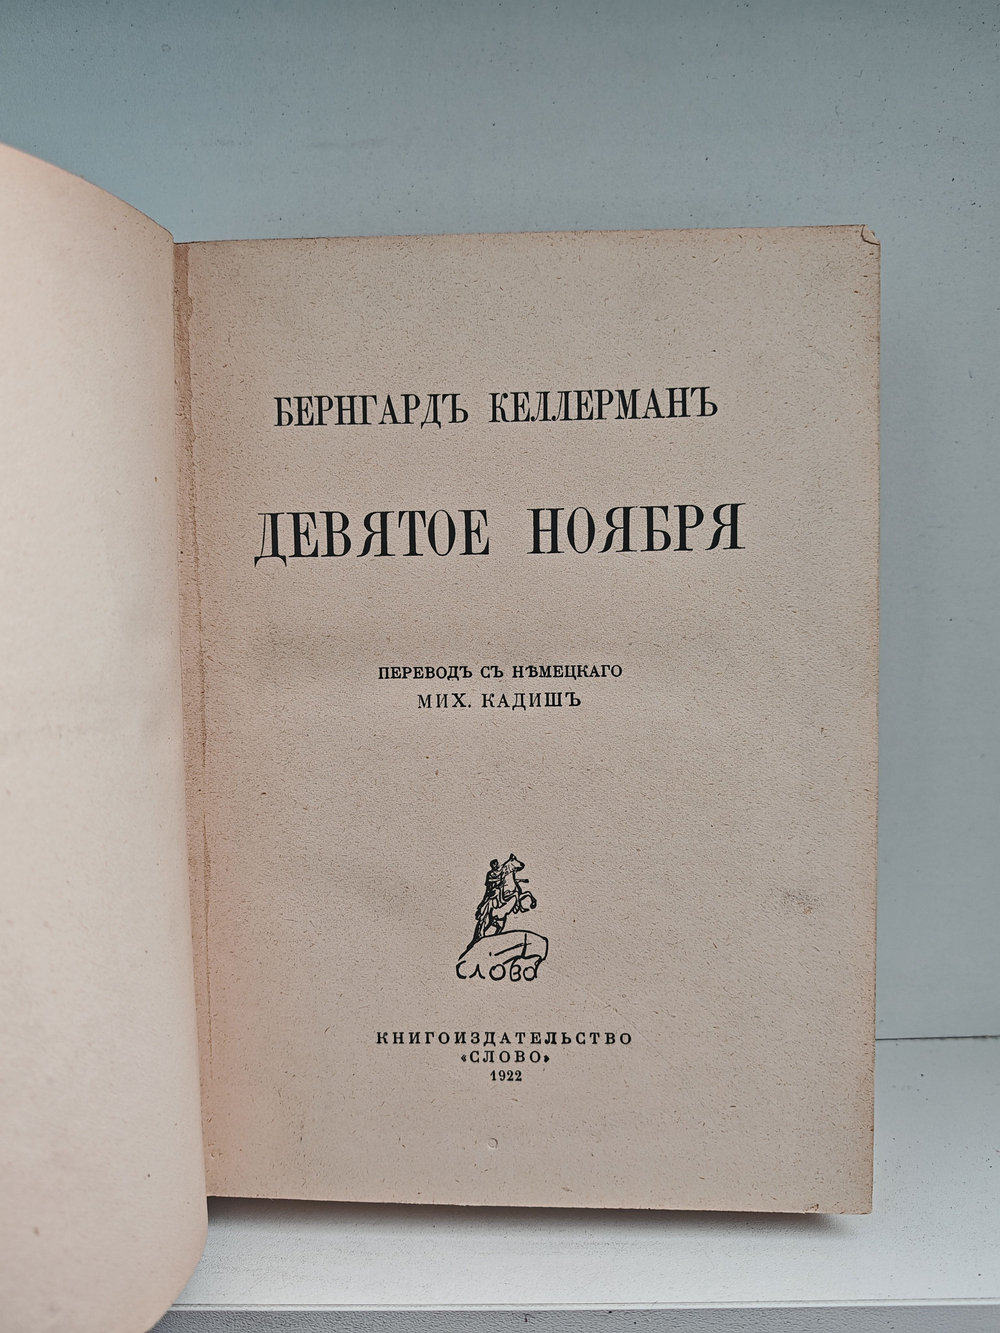 БЕРНГАРДЪ КЕЛЛЕРМАНЪ
ДЕВЯТОЕ НОЯБРЯ
ПЕРЕВОДЪ СЪ НѢМЕЦКАГО
МИХ. КАДИШЪ
СЛОВО
КНИГОИЗДАТЕЛЬСТВО
«СЛОВО»
1922